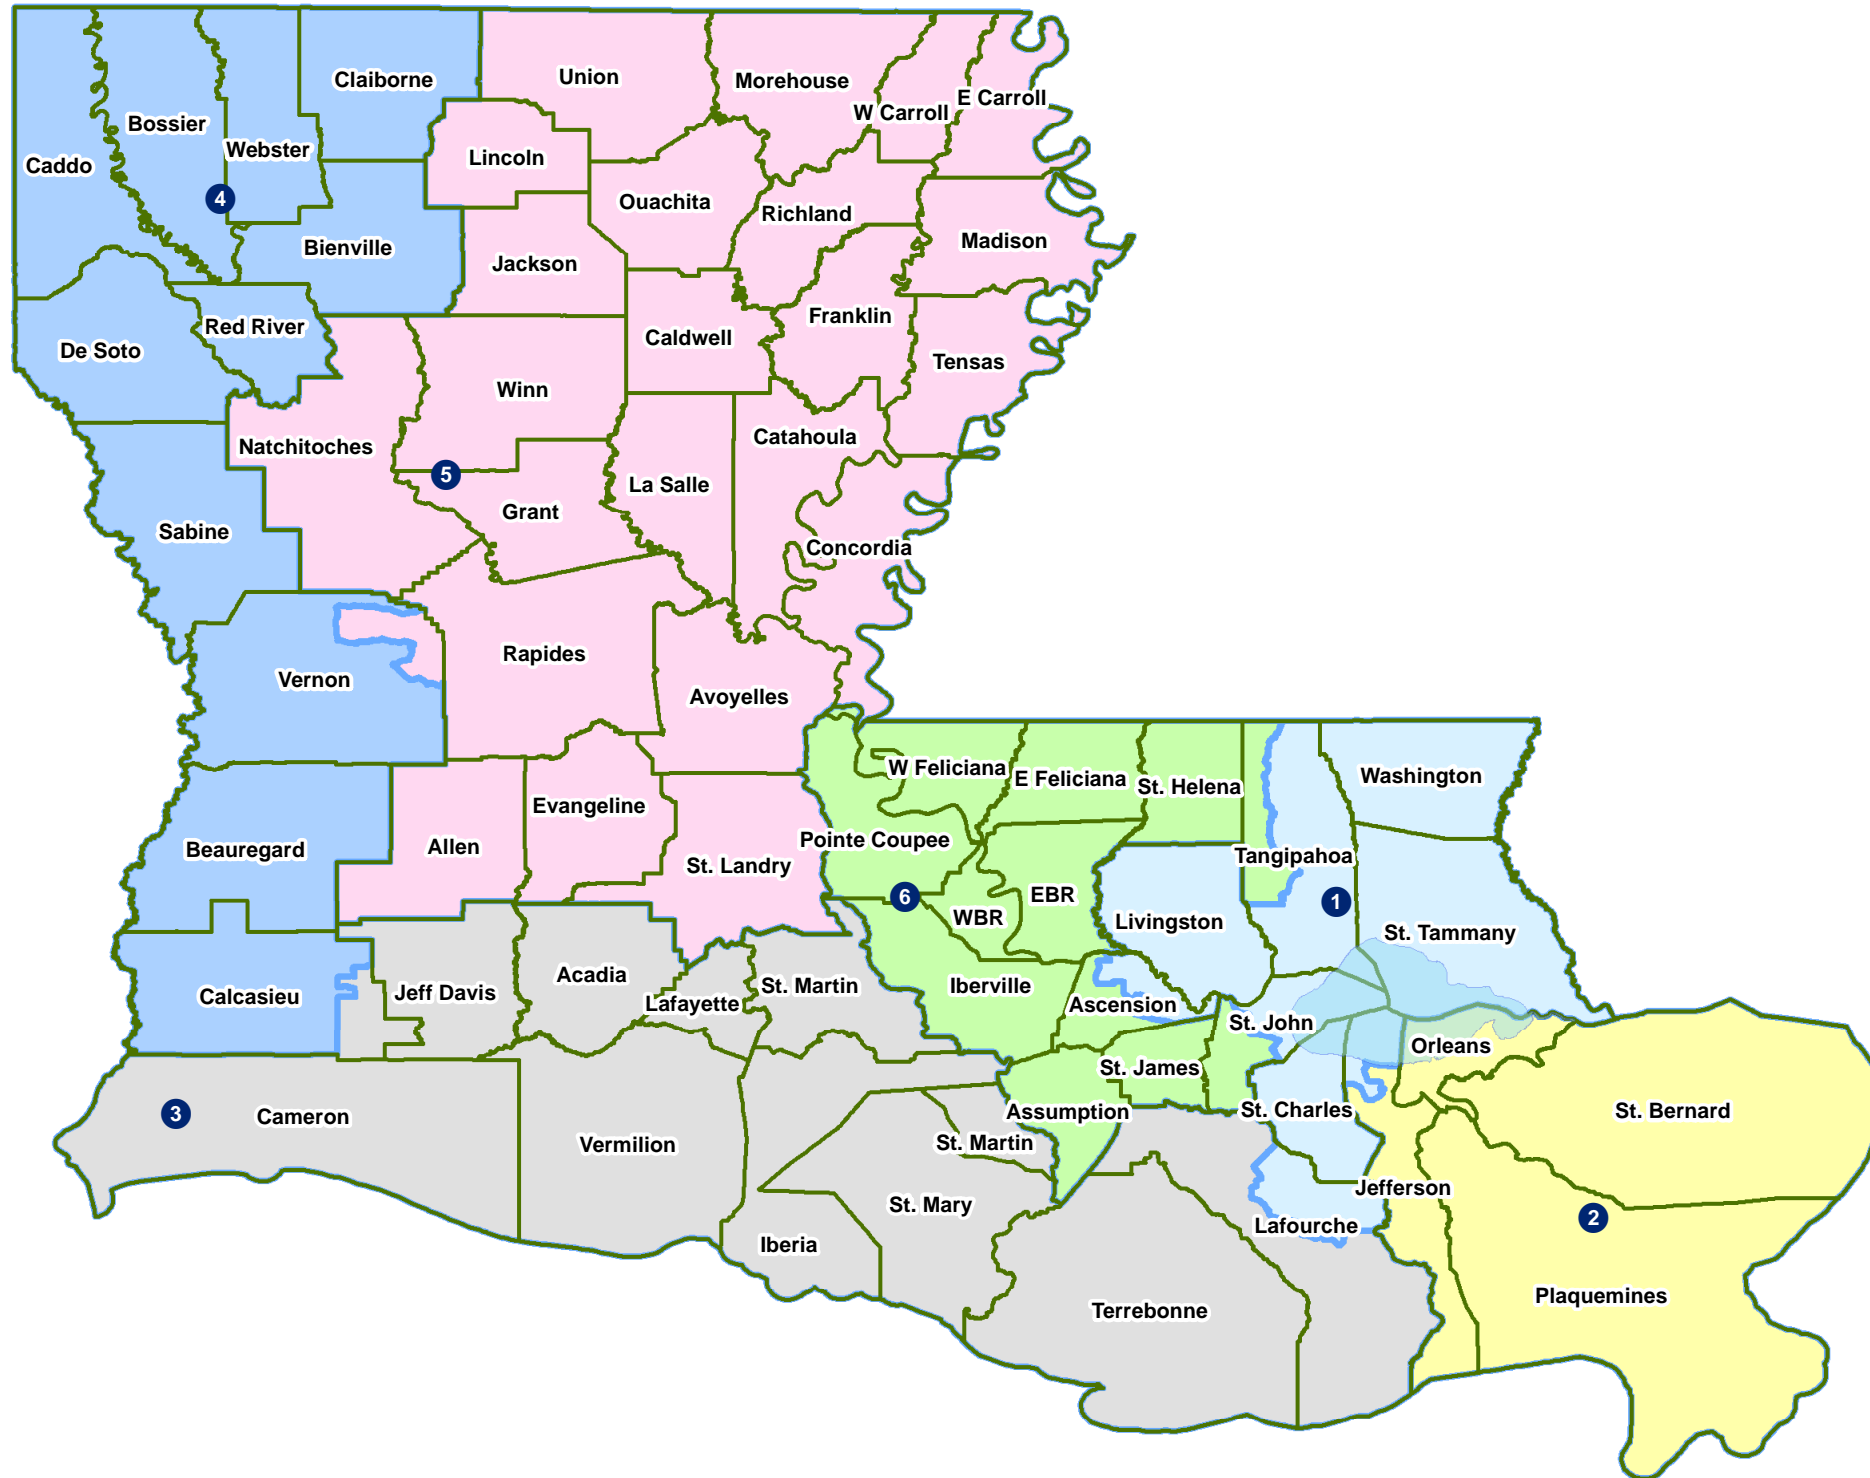 Claiborne
Union
Morehouse
E Carroll
W Carroll
Bossier
Webster
Lincoln
Caddo
4
Ouachita
Richland
Madison
Bienville
Jackson
Franklin
Red River
Caldwell
De Soto
Tensas
Winn
Catahoula
Natchitoches
5
La Salle
Grant
Sabine
Concordia
Rapides
Vernon
Avoyelles
W Feliciana
E Feliciana
St. Helena
Washington
Evangeline
Pointe Coupee
Beauregard
Allen
St. Landry
Tangipahoa
6
EBR
1
WBR
Livingston
St. Tammany
Acadia
St. Martin
Iberville
Calcasieu
Jeff Davis
Lafayette
Ascension
St. John
Orleans
St. James
3
Cameron
Assumption
St. Charles
St. Bernard
Vermilion
St. Martin
Jefferson
St. Mary
2
Lafourche
Iberia
Plaquemines
Terrebonne